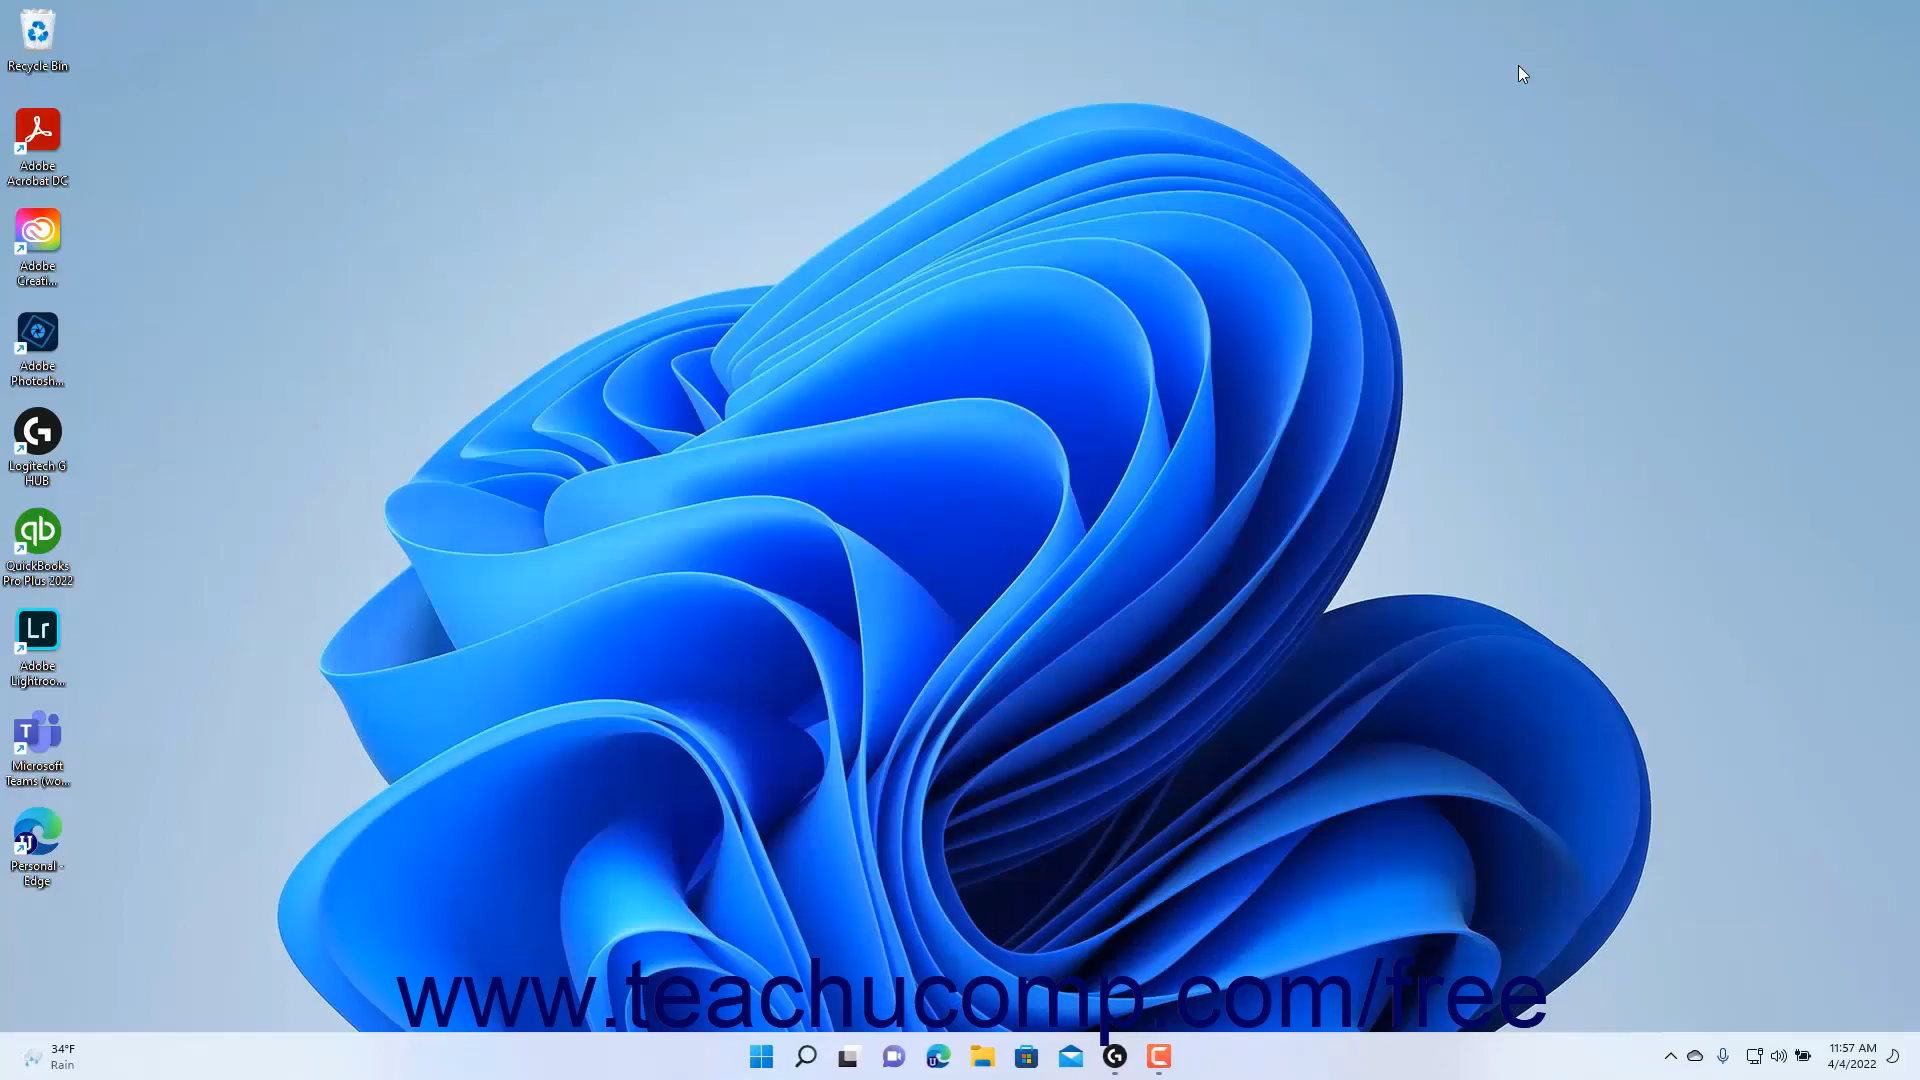 Recycle Bin
Adobe
Acrobat DC
Adobe
Creati...
Adobe
Photosh...
Logitech G
HUB
QuickBooks
Pro Plus 2022
Lr
Adobe
Lightroo...
Microsoft
Teams (wo...
Personal -
Edge
www.teachucomp.com/free
34°F
Rain
11:57 AM
4/4/2022